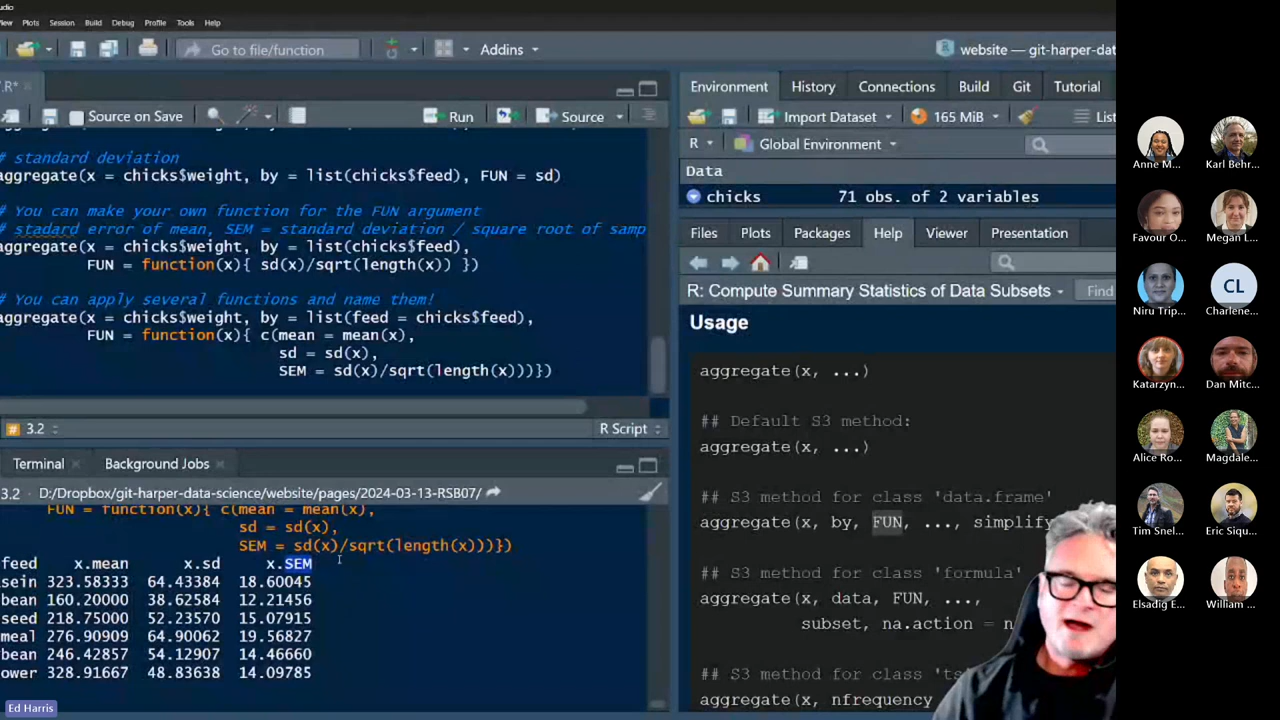 udio
View Plots Session Build Debug Profile Tools Help
Go to file/function
Addins
website — git-harper-dat
.R*
Source on Save
Run
Source
# standard deviation
aggregate(x = chicks$weight, by = list(chicks$feed), FUN = sd)
# You can make your own function for the FUN argument
# stadard error of mean, SEM = standard deviation / square root of samp
aggregate(x = chicks$weight, by = list(chicks$feed),
FUN = function(x){ sd(x)/sqrt(length(x)) })
# You can apply several functions and name them!
aggregate(x = chicks$weight, by = list(feed = chicks$feed),
FUN = function(x){ c(mean = mean(x),
sd = sd(x),
SEM = sd(x)/sqrt(length(x)))})
# 3.2
R Script
Terminal
Background Jobs
3.2 D:/Dropbox/git-harper-data-science/website/pages/2024-03-13-RSB07/
FUN = function(x){ c(mean = mean(x),
sd = sd(x),
SEM = sd(x)/sqrt(length(x)))})
feed x.mean x.sd x.SEM
sein 323.58333 64.43384 18.60045
bean 160.20000 38.62584 12.21456
seed 218.75000 52.23570 15.07915
meal 276.90909 64.90062 19.56827
bean 246.42857 54.12907 14.46660
ower 328.91667 48.83638 14.09785
Ed Harris
Environment History Connections Build Git Tutorial
Import Dataset 165 MiB List
R Global Environment
Data
chicks 71 obs. of 2 variables
Files Plots Packages Help Viewer Presentation
R: Compute Summary Statistics of Data Subsets Find
Usage
aggregate(x, ...)
## Default S3 method:
aggregate(x, ...)
## S3 method for class 'data.frame'
aggregate(x, by, FUN, ..., simplify
## S3 method for class 'formula'
aggregate(x, data, FUN, ...,
subset, na.action = n
## S3 method for class 'ts'
aggregate(x, nfrequency
Anne M...
Karl Behr...
Favour O...
Megan L...
Niru Trip...
CL
Charlene...
Katarzyn...
Dan Mitc...
Alice Ro...
Magdale...
Tim Snel...
Eric Siqu...
Elsadig E...
William ...